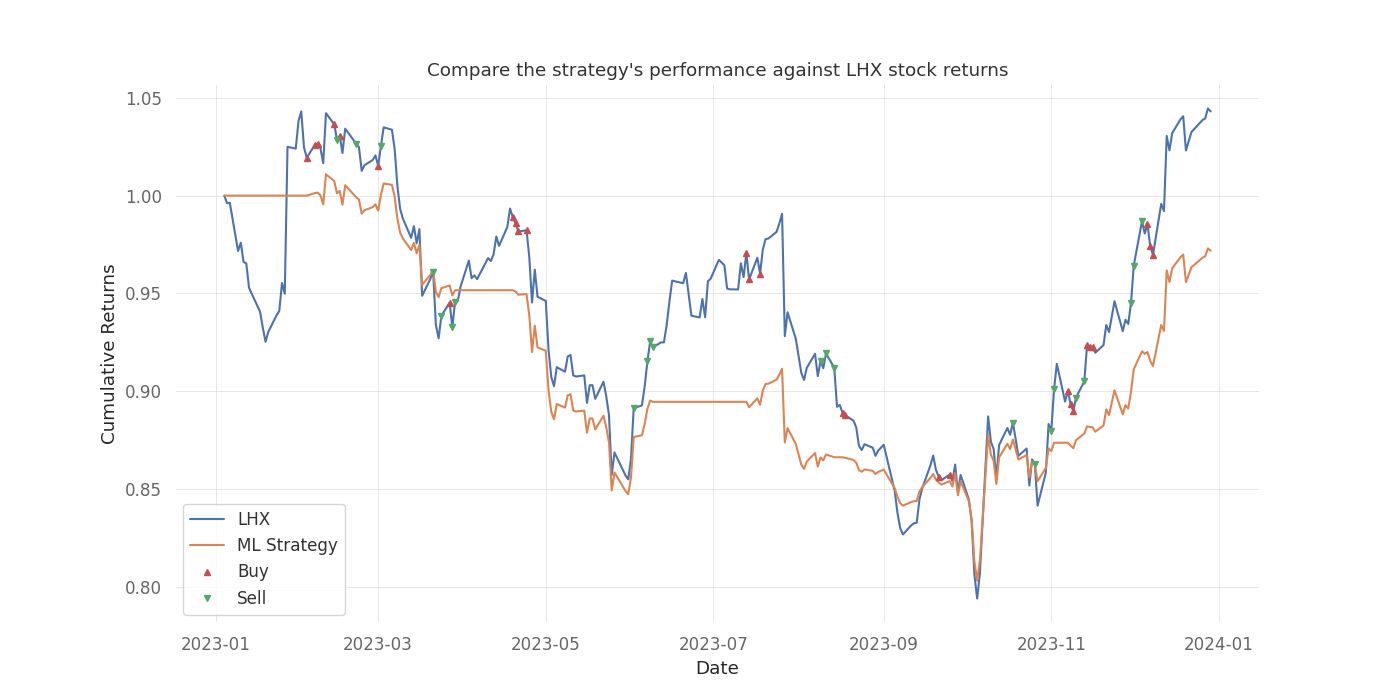 Compare the strategy's performance against LHX stock returns
1.05
1.00
0.95
0.90
0.85
0.80
Cumulative Returns
LHX
ML Strategy
Buy
Sell
2023-01 2023-03 2023-05 2023-07 2023-09 2023-11 2024-01
Date